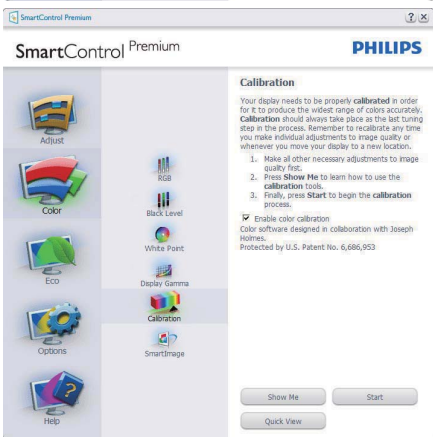 SmartControl Premium
SmartControl Premium
PHILIPS
Adjust
Color
Eco
Options
Help
RGB
Black Level
White Point
Display Gamma
Calibration
SmartImage
Calibration
Your display needs to be properly calibrated in order
for it to produce the widest range of colors accurately.
Calibration should always take place as the last tuning
step in the process. Remember to recalibrate any time
you make individual adjustments to image quality or
whenever you move your display to a new location.
1. Make all other necessary adjustments to image
quality first.
2. Press Show Me to learn how to use the
calibration tools.
3. Finally, press Start to begin the calibration
process.
Enable color calibration
Color software designed in collaboration with Joseph
Holmes.
Protected by U.S. Patent No. 6,686,953
Show Me
Start
Quick View